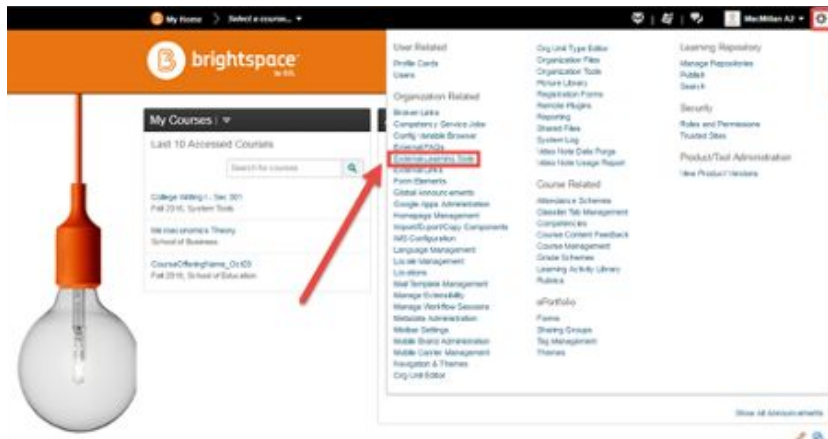 My Home
Select a course...
MacMillan A2
brightspace
by D2L
My Courses
Last 10 Accessed Courses
Search for courses
College Writing I - Sec 001
Fall 2016, System Tools
Microeconomics Theory
School of Business
CourseOfferingName_Oct03
Fall 2016, School of Education
User Related
Profile Cards
Users
Organization Related
Broken Links
Competency Service Jobs
Config Variable Browser
External FAQs
External Learning Tools
External Links
Form Elements
Global Announcements
Google Apps Administration
Homepage Management
Import/Export/Copy Components
IMS Configuration
Language Management
Locale Management
Locations
Mail Template Management
Manage Extensibility
Manage Workflow Sessions
Metadata Administration
Minibar Settings
Mobile Brand Administration
Mobile Carrier Management
Navigation & Themes
Org Unit Editor
Org Unit Type Editor
Organization Files
Organization Tools
Picture Library
Registration Forms
Remote Plugins
Reporting
Shared Files
System Log
Video Note Data Purge
Video Note Usage Report
Course Related
Attendance Schemes
Classlist Tab Management
Competencies
Course Content Feedback
Course Management
Grade Schemes
Learning Activity Library
Rubrics
ePortfolio
Forms
Sharing Groups
Tag Management
Themes
Learning Repository
Manage Repositories
Publish
Search
Security
Roles and Permissions
Trusted Sites
Product/Tool Administration
View Product Versions
Show All Announcements